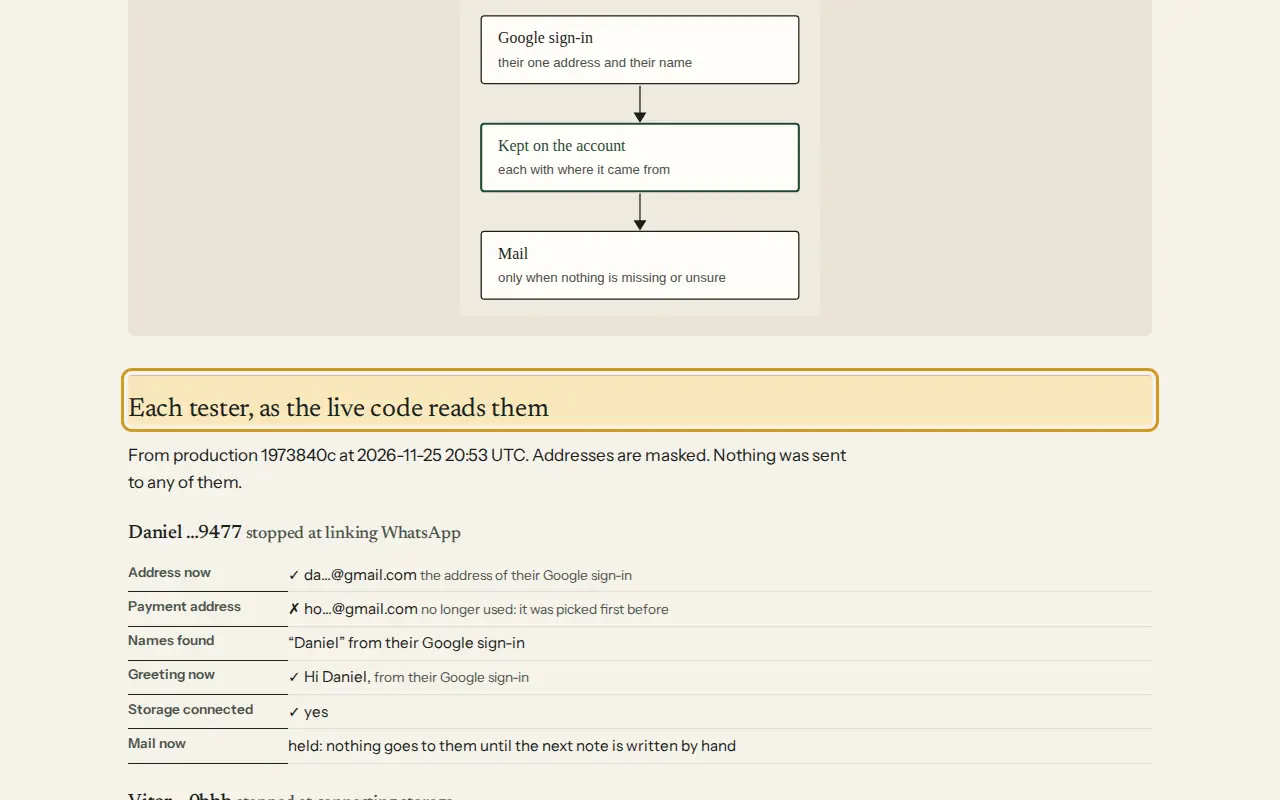 Google sign-in
their one address and their name
Kept on the account
each with where it came from
Mail
only when nothing is missing or unsure
Each tester, as the live code reads them
From production 1973840c at 2026-11-25 20:53 UTC. Addresses are masked. Nothing was sent
to any of them.
Daniel ...9477 stopped at linking WhatsApp
Address now ✓ da...@gmail.com the address of their Google sign-in
Payment address ✗ ho...@gmail.com no longer used: it was picked first before
Names found “Daniel” from their Google sign-in
Greeting now ✓ Hi Daniel, from their Google sign-in
Storage connected ✓ yes
Mail now held: nothing goes to them until the next note is written by hand
stopped at connecting storage